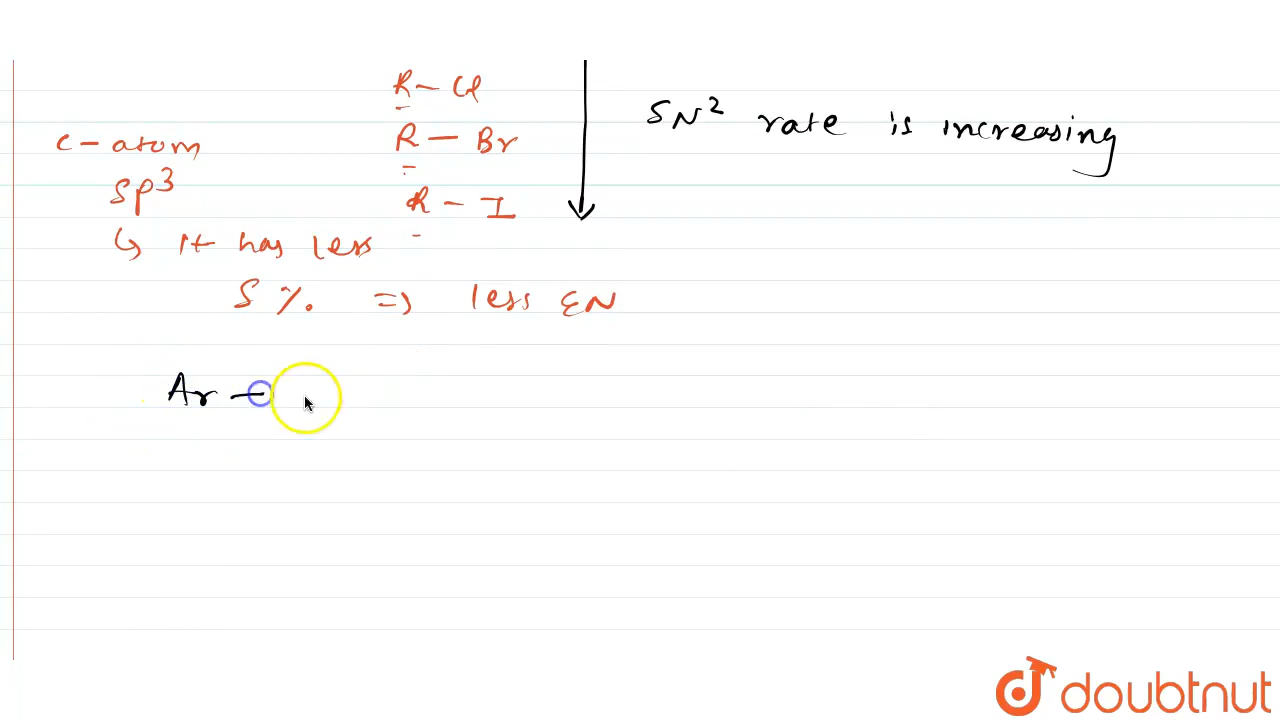 R - Cl
SN2 rate is increasing
c - atom
R - Br
SP3
R - I
↳ It has less
S %. => less EN
Ar -
doubtnut